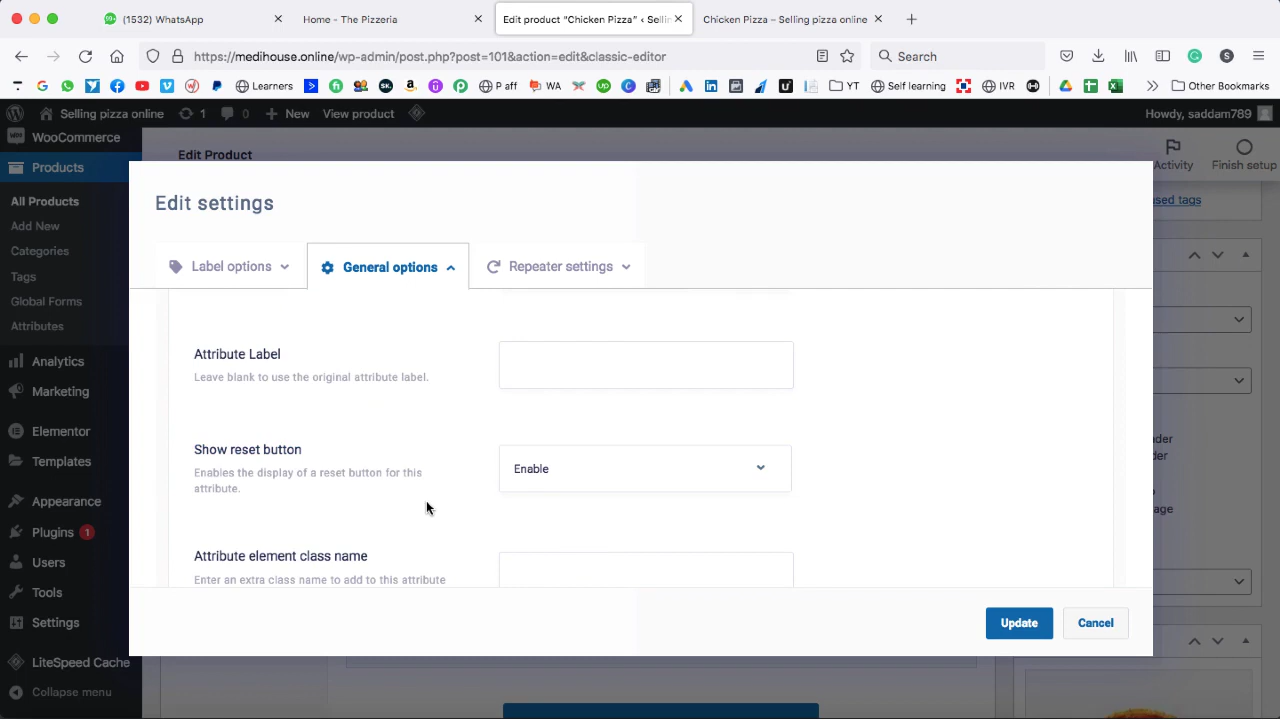 (1532) WhatsApp
Home - The Pizzeria
Edit product "Chicken Pizza" ‹ Sellin
Chicken Pizza – Selling pizza online
https://medihouse.online/wp-admin/post.php?post=101&action=edit&classic-editor
Search
Learners
P aff
WA
YT
Self learning
IVR
Other Bookmarks
Selling pizza online
1
0
New
View product
Howdy, saddam789
WooCommerce
Products
All Products
Add New
Categories
Tags
Global Forms
Attributes
Analytics
Marketing
Elementor
Templates
Appearance
Plugins 1
Users
Tools
Settings
LiteSpeed Cache
Collapse menu
Edit Product
Activity
Finish setup
used tags
Edit settings
Label options
General options
Repeater settings
Attribute Label
Leave blank to use the original attribute label.
Show reset button
Enables the display of a reset button for this
attribute.
Enable
Attribute element class name
Enter an extra class name to add to this attribute
Update
Cancel